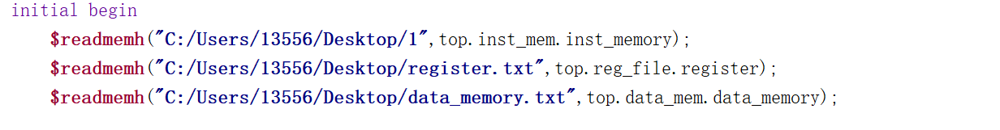 initial begin
$readmemh("C:/Users/13556/Desktop/1",top.inst_mem.inst_memory);
$readmemh("C:/Users/13556/Desktop/register.txt",top.reg_file.register);
$readmemh("C:/Users/13556/Desktop/data_memory.txt",top.data_mem.data_memory);